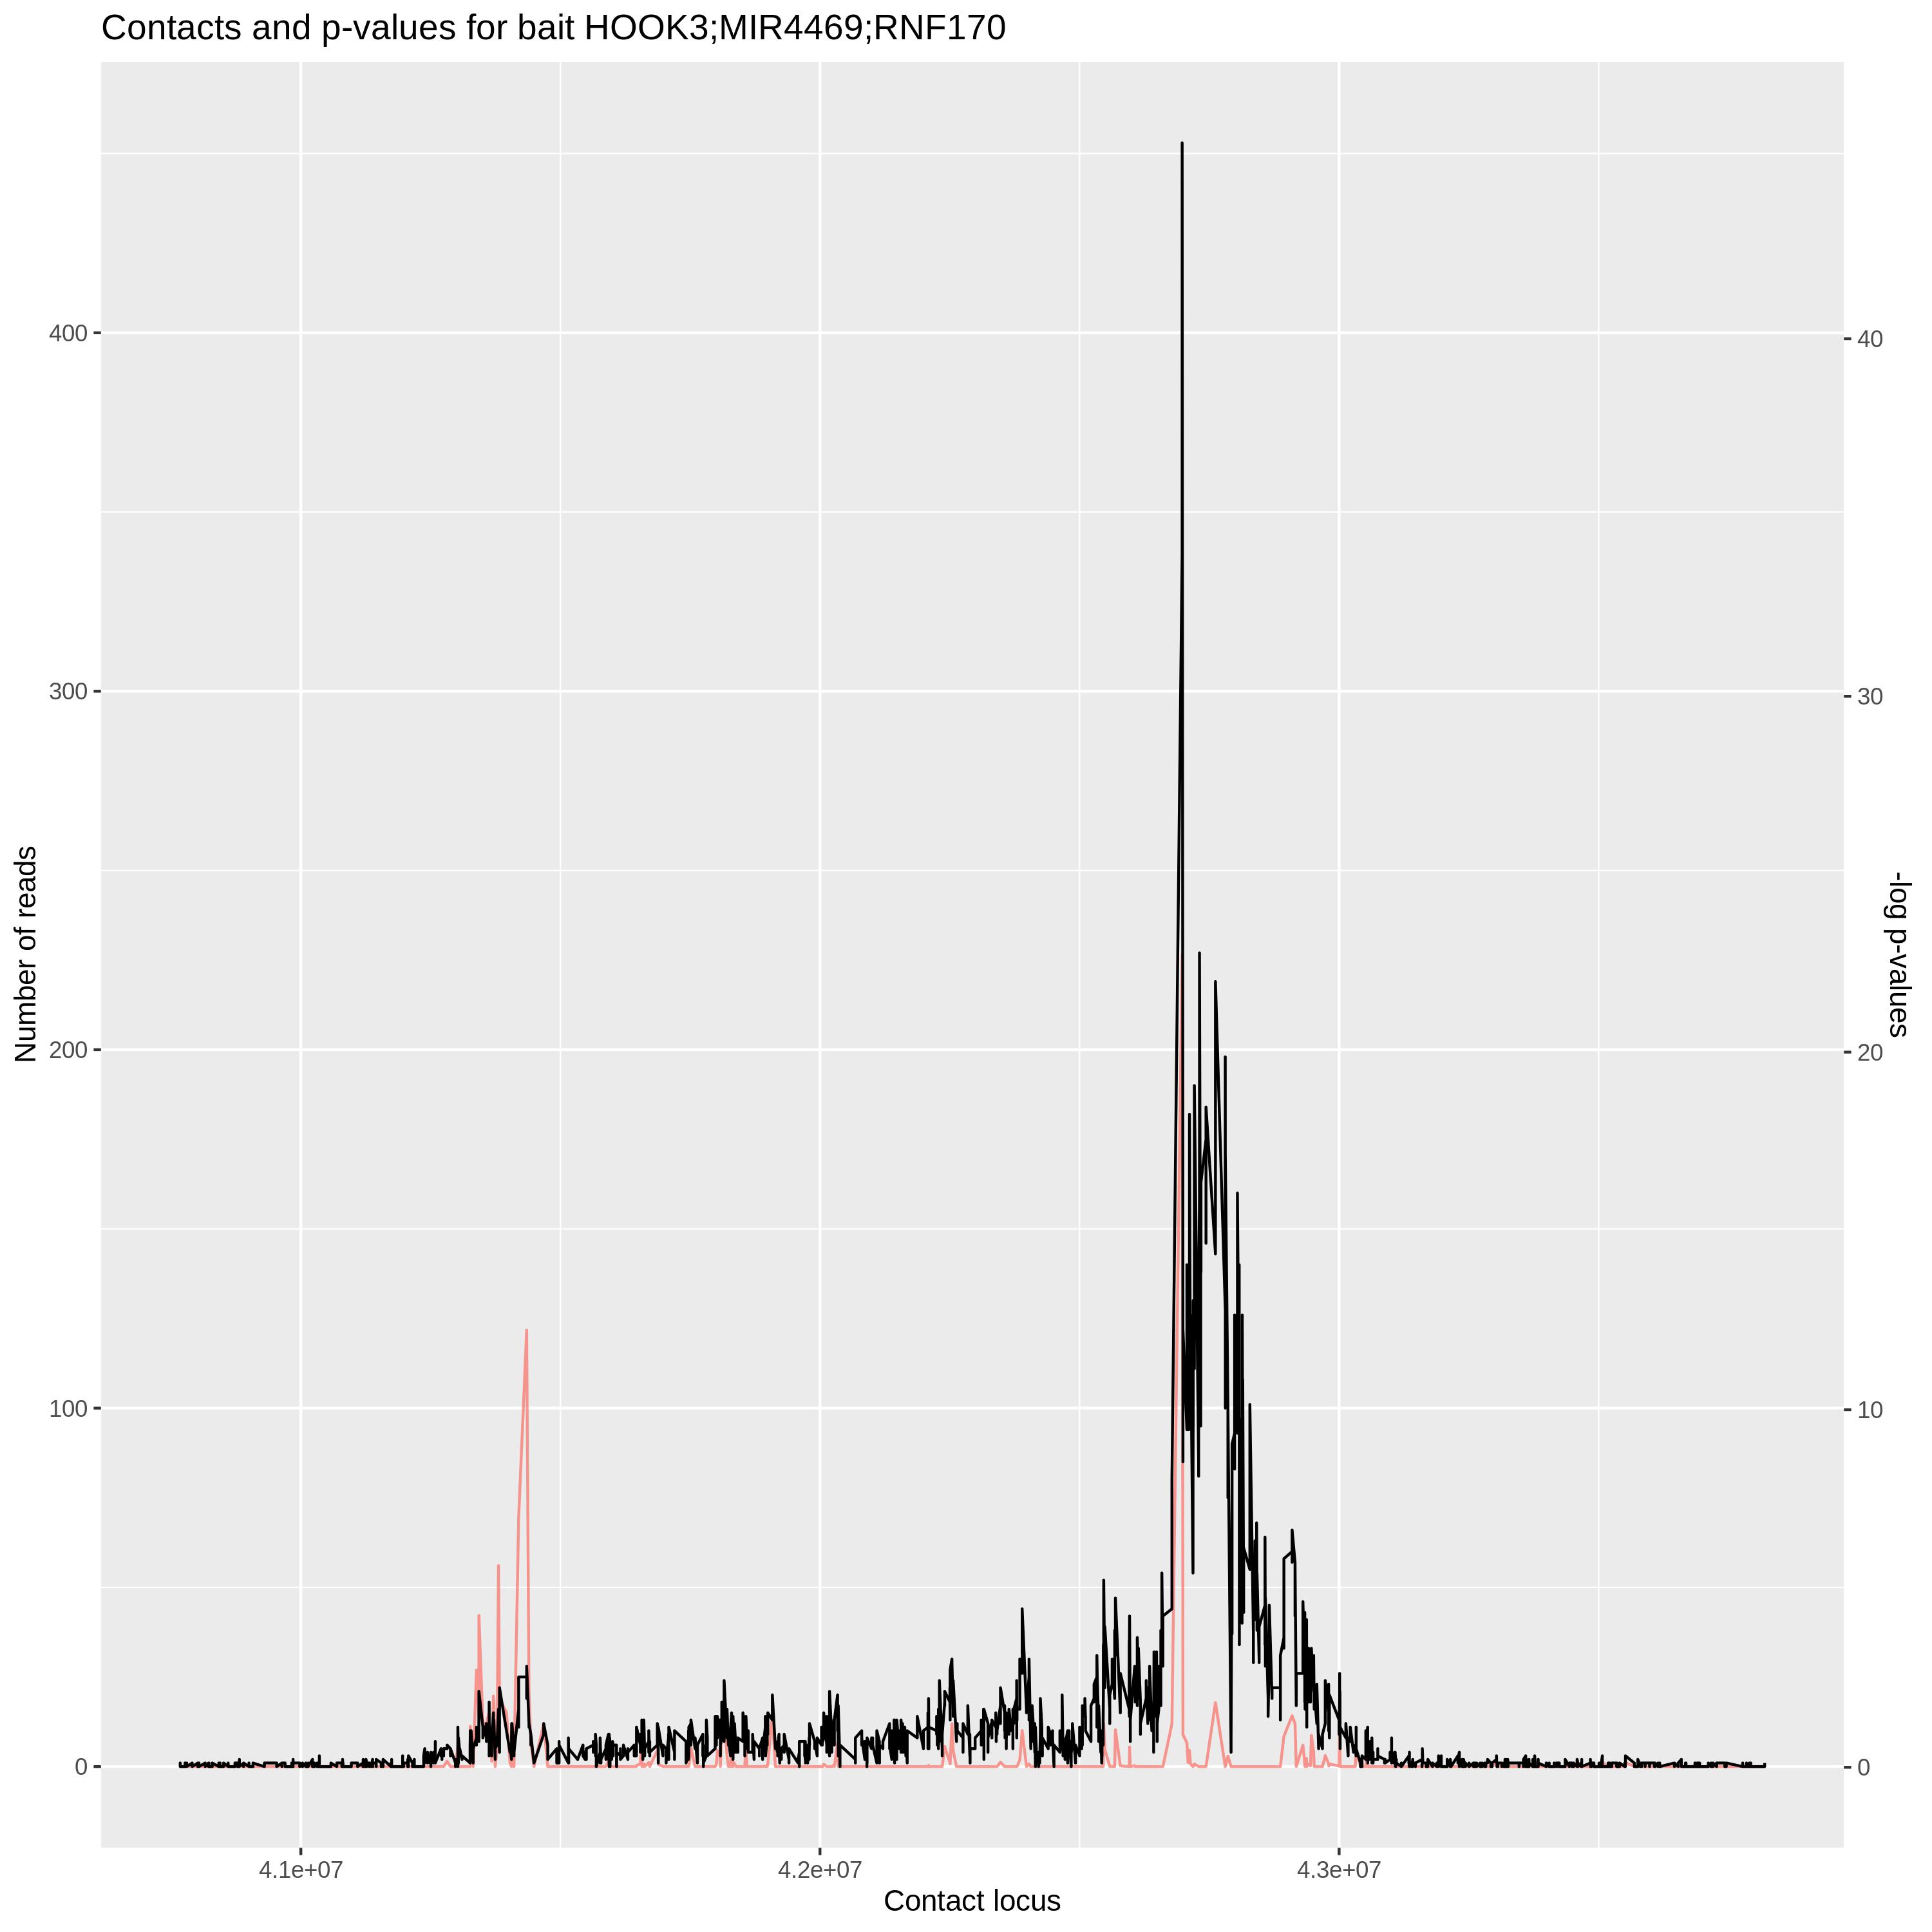 Contacts and p-values for bait HOOK3;MIR4469;RNF170
400
300
200
100
0
Number of reads
40
30
20
10
0
-log p-values
4.1e+07
4.2e+07
4.3e+07
Contact locus